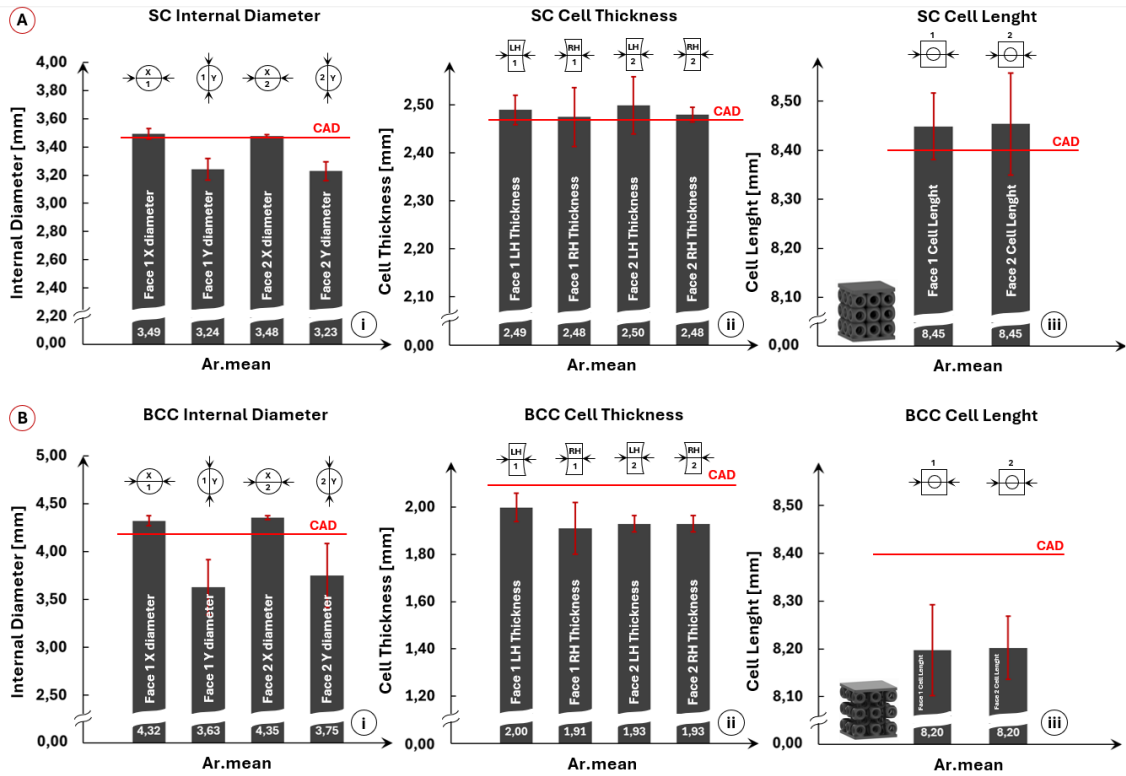 A
SC Internal Diameter
Internal Diameter [mm]
4,00
3,80
3,60
3,40
3,20
3,00
2,80
2,60
2,40
2,20
0,00
X
1
1 Y
X
2
2 Y
CAD
Face 1 X diameter
Face 1 Y diameter
Face 2 X diameter
Face 2 Y diameter
3,49
3,24
3,48
3,23
i
Ar.mean
SC Cell Thickness
Cell Thickness [mm]
2,50
2,40
2,30
2,20
2,10
0,00
LH
1
RH
1
LH
2
RH
2
CAD
Face 1 LH Thickness
Face 1 RH Thickness
Face 2 LH Thickness
Face 2 RH Thickness
2,49
2,48
2,50
2,48
ii
Ar.mean
SC Cell Lenght
Cell Lenght [mm]
8,50
8,40
8,30
8,20
8,10
0,00
1
2
CAD
Face 1 Cell Lenght
Face 2 Cell Lenght
8,45
8,45
iii
Ar.mean
B
BCC Internal Diameter
Internal Diameter [mm]
5,00
4,50
4,00
3,50
3,00
2,50
0,00
X
1
1 Y
X
2
2 Y
CAD
Face 1 X diameter
Face 1 Y diameter
Face 2 X diameter
Face 2 Y diameter
4,32
3,63
4,35
3,75
i
Ar.mean
BCC Cell Thickness
Cell Thickness [mm]
2,00
1,80
1,60
1,40
1,20
0,00
LH
1
RH
1
LH
2
RH
2
CAD
Face 1 LH Thickness
Face 1 RH Thickness
Face 2 LH Thickness
Face 2 RH Thickness
2,00
1,91
1,93
1,93
ii
Ar.mean
BCC Cell Lenght
Cell Lenght [mm]
8,50
8,40
8,30
8,20
8,10
0,00
1
2
CAD
Face 1 Cell Lenght
Face 2 Cell Lenght
8,20
8,20
iii
Ar.mean